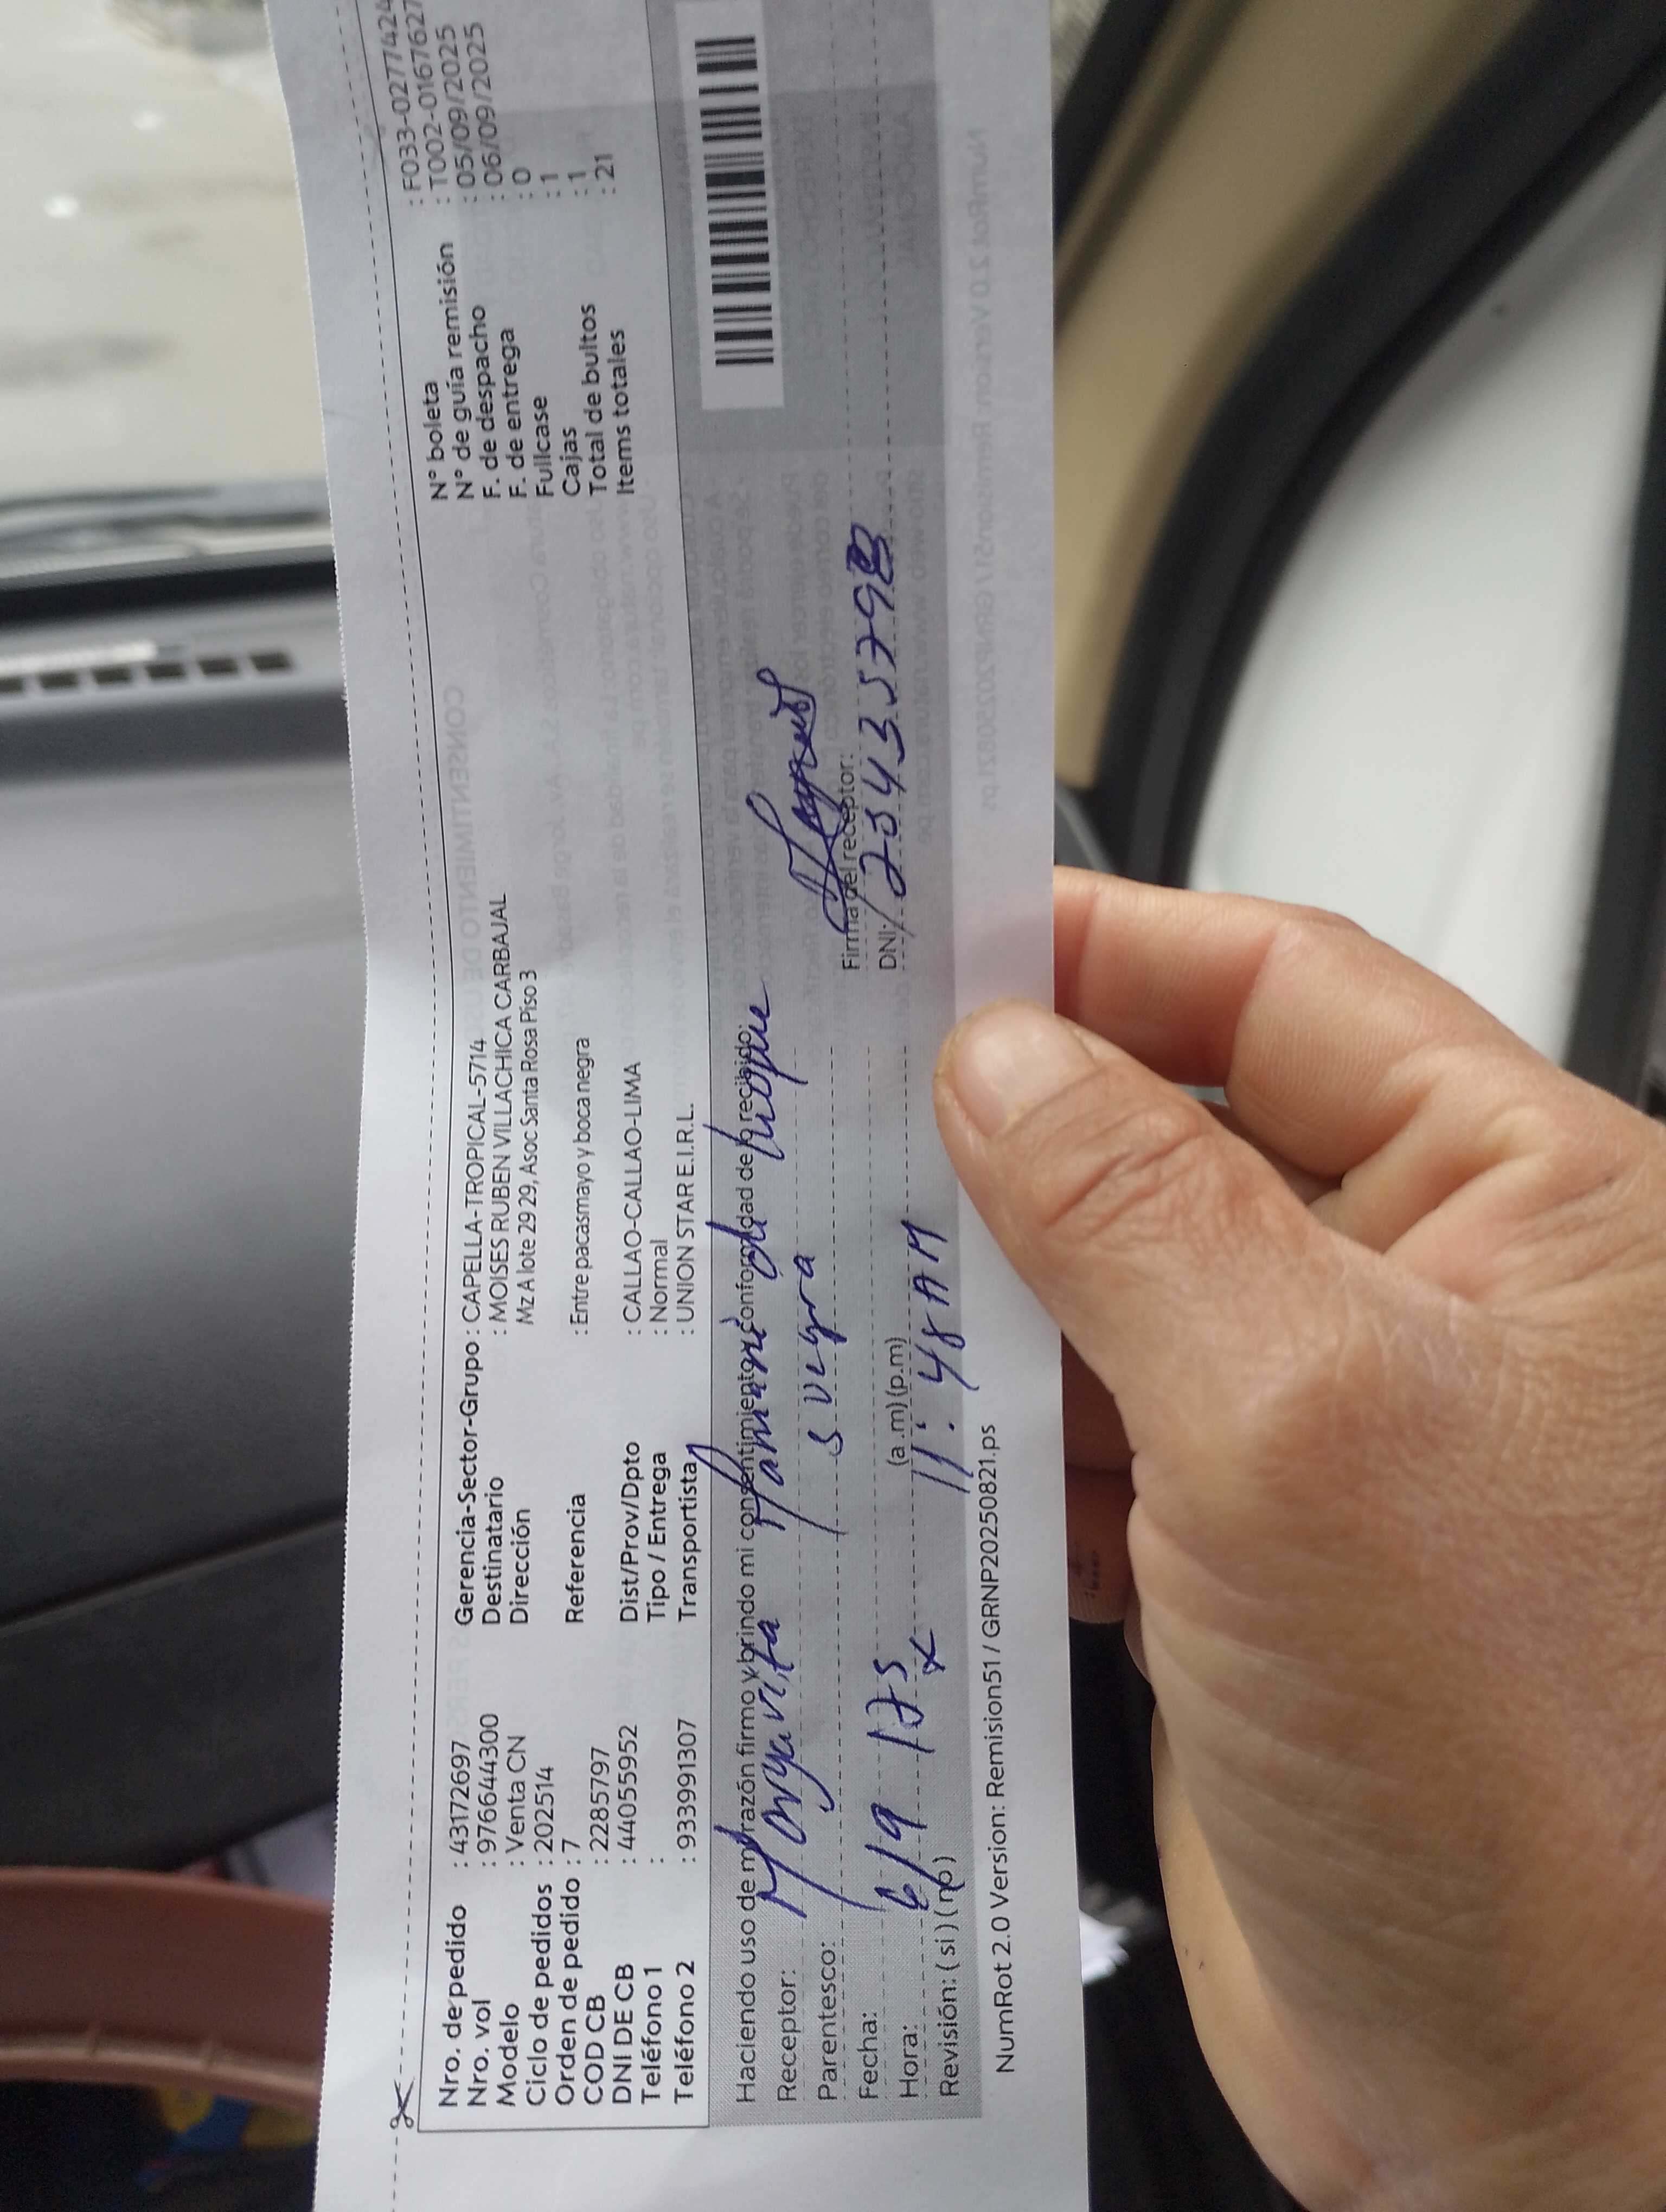 Nro. de pedido : 43172697
Nro. vol : 976644300
Modelo : Venta CN
Ciclo de pedidos : 202514
Orden de pedido : 7
COD CB : 2285797
DNI DE CB : 44055952
Teléfono 1 :
Teléfono 2 : 933991307
Gerencia-Sector-Grupo : CAPELLA-TROPICAL-5714
Destinatario : MOISES RUBEN VILLACHICA CARBAJAL
Dirección Mz A lote 29 29, Asoc Santa Rosa Piso 3
Referencia : Entre pacasmayo y boca negra
Dist/Prov/Dpto : CALLAO-CALLAO-LIMA
Tipo / Entrega : Normal
Transportista : UNION STAR E.I.R.L.
N° boleta : F033-0277424
N° de guía remisión : T002-0167627
F. de despacho : 05/09/2025
F. de entrega : 06/09/2025
Fullcase : 0
Cajas : 1
Total de bultos : 1
Items totales : 21
Haciendo uso de mi razón firmo y brindo mi consentimiento y conformidad de lo recibido:
Receptor: Margarita Mamani de Luque
Parentesco: suegra
Firma del receptor:
Fecha: 6/9
DNI:
Hora: (a .m) (p.m) 11:48 AM
Revisión: ( si ) ( no )
NumRot 2.0 Version: Remision51 / GRNP20250821.ps